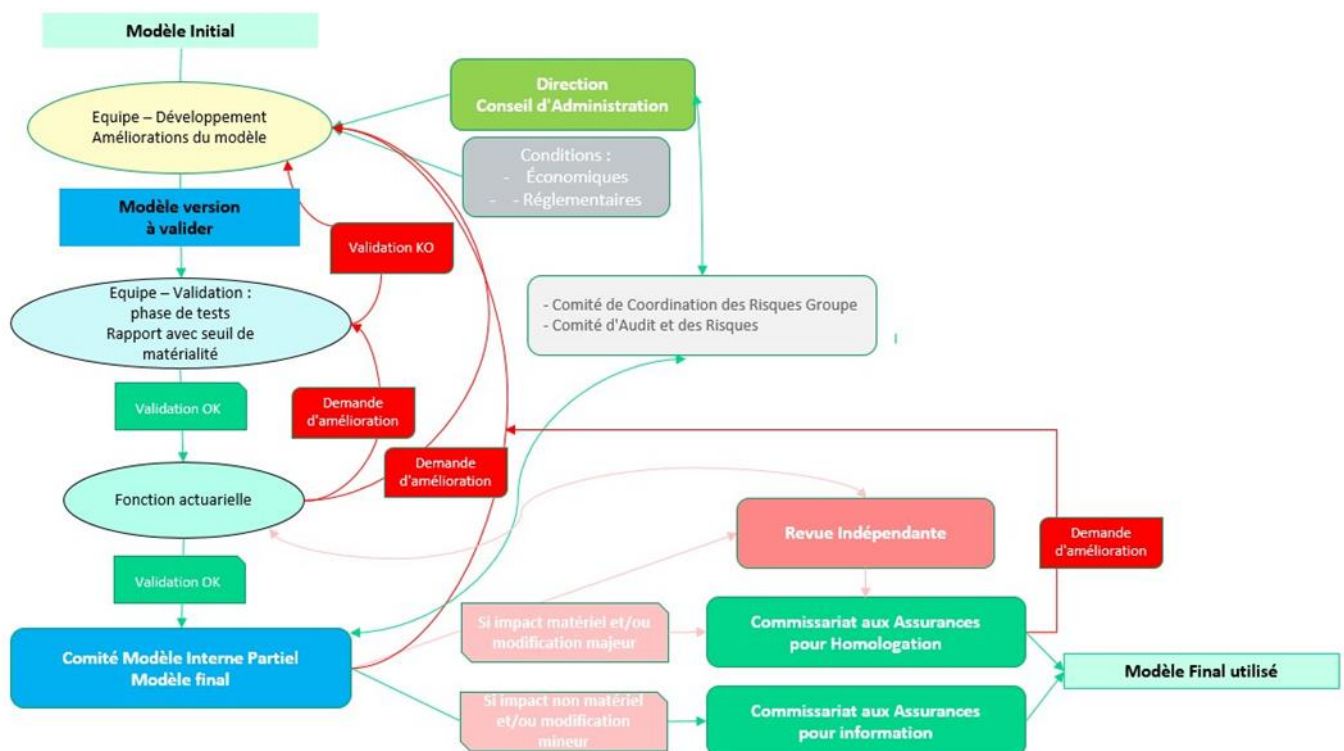 Modèle Initial
Direction
Conseil d'Administration
Equipe – Développement
Améliorations du modèle
Conditions :
- Économiques
- - Réglementaires
Modèle version
à valider
Validation KO
Equipe – Validation :
phase de tests
Rapport avec seuil de
matérialité
- Comité de Coordination des Risques Groupe
- Comité d'Audit et des Risques
Validation OK
Demande
d'amélioration
Demande
d'amélioration
Fonction actuarielle
Revue Indépendante
Demande
d'amélioration
Validation OK
Si impact matériel et/ou
modification majeur
Commissariat aux Assurances
pour Homologation
Comité Modèle Interne Partiel
Modèle final
Modèle Final utilisé
Si impact non matériel
et/ou modification
mineur
Commissariat aux Assurances
pour information